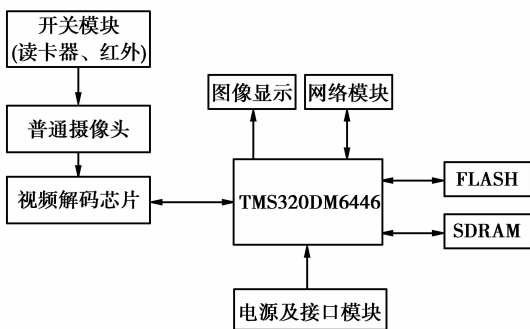 开关模块
(读卡器、红外)
图像显示
网络模块
普通摄像头
视频解码芯片
TMS320DM6446
FLASH
SDRAM
电源及接口模块